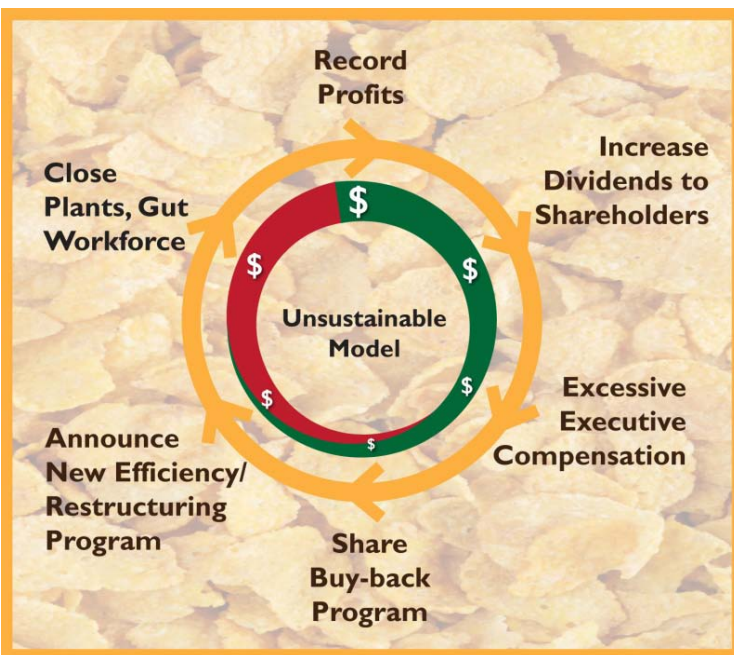 Record
Profits
Increase
Dividends to
Shareholders
Excessive
Executive
Compensation
Share
Buy-back
Program
Announce
New Efficiency/
Restructuring
Program
Close
Plants, Gut
Workforce
$
$
$
$
$
$
Unsustainable
Model